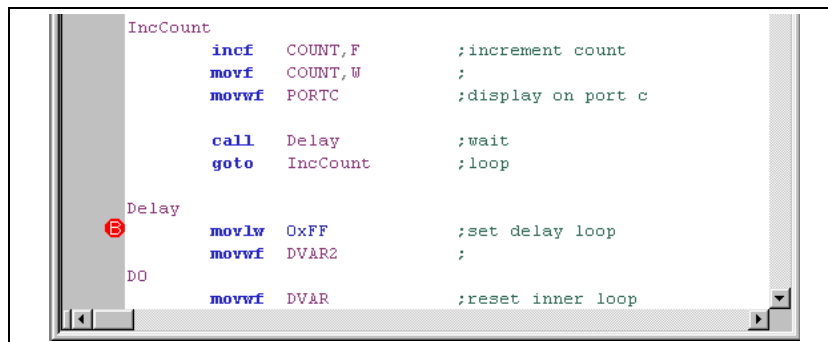 IncCount
incf COUNT,F ;increment count
movf COUNT,W ;
movwf PORTC ;display on port c
call Delay ;wait
goto IncCount ;loop
Delay
B movlw 0xFF ;set delay loop
movwf DVAR2 ;
D0
movwf DVAR ;reset inner loop